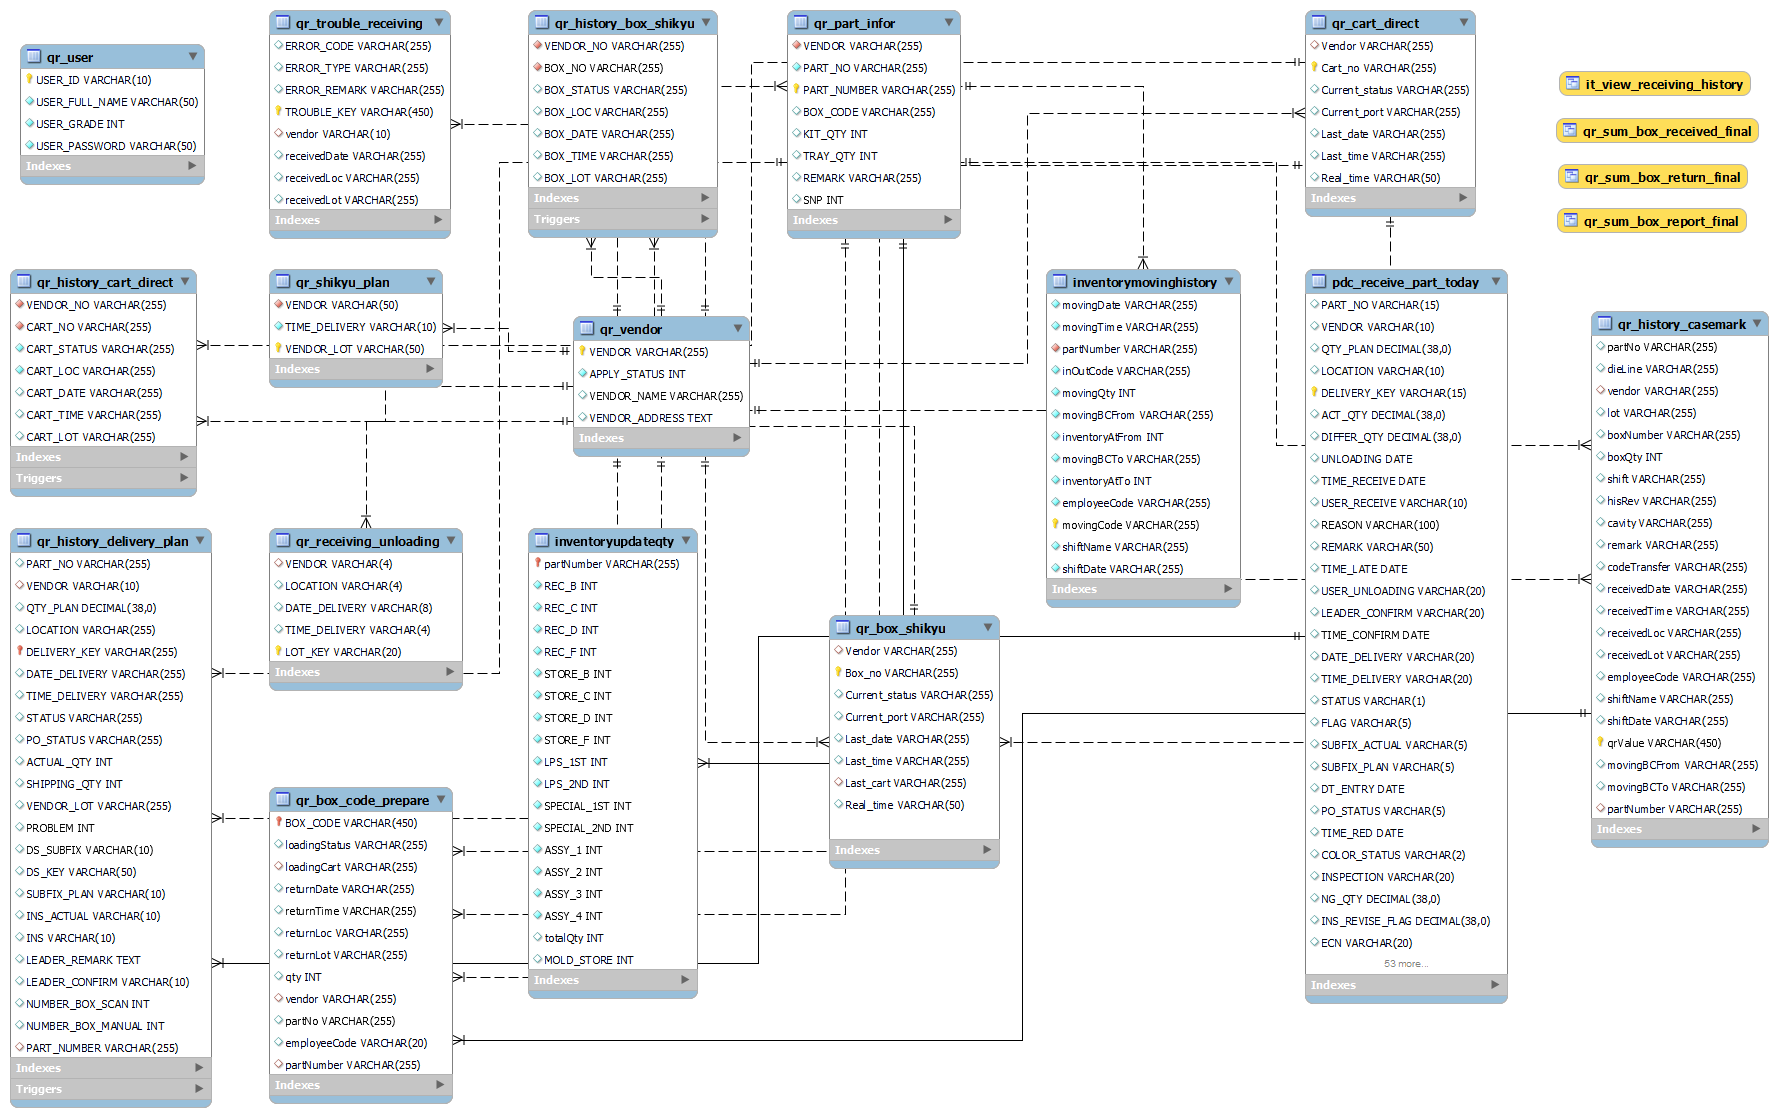 qr_user
USER_ID VARCHAR(10)
USER_FULL_NAME VARCHAR(50)
USER_GRADE INT
USER_PASSWORD VARCHAR(50)
Indexes
qr_trouble_receiving
ERROR_CODE VARCHAR(255)
ERROR_TYPE VARCHAR(255)
ERROR_REMARK VARCHAR(255)
TROUBLE_KEY VARCHAR(450)
vendor VARCHAR(10)
receivedDate VARCHAR(255)
receivedLoc VARCHAR(255)
receivedLot VARCHAR(255)
Indexes
qr_history_box_shikyu
VENDOR_NO VARCHAR(255)
BOX_NO VARCHAR(255)
BOX_STATUS VARCHAR(255)
BOX_LOC VARCHAR(255)
BOX_DATE VARCHAR(255)
BOX_TIME VARCHAR(255)
BOX_LOT VARCHAR(255)
Indexes
Triggers
qr_part_infor
VENDOR VARCHAR(255)
PART_NO VARCHAR(255)
PART_NUMBER VARCHAR(255)
BOX_CODE VARCHAR(255)
KIT_QTY INT
TRAY_QTY INT
REMARK VARCHAR(255)
SNP INT
Indexes
qr_cart_direct
Vendor VARCHAR(255)
Cart_no VARCHAR(255)
Current_status VARCHAR(255)
Current_port VARCHAR(255)
Last_date VARCHAR(255)
Last_time VARCHAR(255)
Real_time VARCHAR(50)
Indexes
it_view_receiving_history
qr_sum_box_received_final
qr_sum_box_return_final
qr_sum_box_report_final
qr_history_cart_direct
VENDOR_NO VARCHAR(255)
CART_NO VARCHAR(255)
CART_STATUS VARCHAR(255)
CART_LOC VARCHAR(255)
CART_DATE VARCHAR(255)
CART_TIME VARCHAR(255)
CART_LOT VARCHAR(255)
Indexes
Triggers
qr_shikyu_plan
VENDOR VARCHAR(50)
TIME_DELIVERY VARCHAR(10)
VENDOR_LOT VARCHAR(50)
Indexes
qr_vendor
VENDOR VARCHAR(255)
APPLY_STATUS INT
VENDOR_NAME VARCHAR(255)
VENDOR_ADDRESS TEXT
Indexes
inventorymovinghistory
movingDate VARCHAR(255)
movingTime VARCHAR(255)
partNumber VARCHAR(255)
inOutCode VARCHAR(255)
movingQty INT
movingBCFrom VARCHAR(255)
inventoryAtFrom INT
movingBCTo VARCHAR(255)
inventoryAtTo INT
employeeCode VARCHAR(255)
movingCode VARCHAR(255)
shiftName VARCHAR(255)
shiftDate VARCHAR(255)
Indexes
pdc_receive_part_today
PART_NO VARCHAR(15)
VENDOR VARCHAR(10)
QTY_PLAN DECIMAL(38,0)
LOCATION VARCHAR(10)
DELIVERY_KEY VARCHAR(15)
ACT_QTY DECIMAL(38,0)
DIFFER_QTY DECIMAL(38,0)
UNLOADING DATE
TIME_RECEIVE DATE
USER_RECEIVE VARCHAR(10)
REASON VARCHAR(100)
REMARK VARCHAR(50)
TIME_LATE DATE
USER_UNLOADING VARCHAR(20)
LEADER_CONFIRM VARCHAR(20)
TIME_CONFIRM DATE
DATE_DELIVERY VARCHAR(20)
TIME_DELIVERY VARCHAR(20)
STATUS VARCHAR(1)
FLAG VARCHAR(5)
SUBFIX_ACTUAL VARCHAR(5)
SUBFIX_PLAN VARCHAR(5)
DT_ENTRY DATE
PO_STATUS VARCHAR(5)
TIME_RED DATE
COLOR_STATUS VARCHAR(2)
INSPECTION VARCHAR(20)
NG_QTY DECIMAL(38,0)
INS_REVISE_FLAG DECIMAL(38,0)
ECN VARCHAR(20)
53 more...
Indexes
qr_history_casemark
partNo VARCHAR(255)
dieLine VARCHAR(255)
vendor VARCHAR(255)
lot VARCHAR(255)
boxNumber VARCHAR(255)
boxQty INT
shift VARCHAR(255)
hisRev VARCHAR(255)
cavity VARCHAR(255)
remark VARCHAR(255)
codeTransfer VARCHAR(255)
receivedDate VARCHAR(255)
receivedTime VARCHAR(255)
receivedLoc VARCHAR(255)
receivedLot VARCHAR(255)
employeeCode VARCHAR(255)
shiftName VARCHAR(255)
shiftDate VARCHAR(255)
qrValue VARCHAR(450)
movingBCFrom VARCHAR(255)
movingBCTo VARCHAR(255)
partNumber VARCHAR(255)
Indexes
qr_history_delivery_plan
PART_NO VARCHAR(255)
VENDOR VARCHAR(10)
QTY_PLAN DECIMAL(38,0)
LOCATION VARCHAR(255)
DELIVERY_KEY VARCHAR(255)
DATE_DELIVERY VARCHAR(255)
TIME_DELIVERY VARCHAR(255)
STATUS VARCHAR(255)
PO_STATUS VARCHAR(255)
ACTUAL_QTY INT
SHIPPING_QTY INT
VENDOR_LOT VARCHAR(255)
PROBLEM INT
DS_SUBFIX VARCHAR(10)
DS_KEY VARCHAR(50)
SUBFIX_PLAN VARCHAR(10)
INS_ACTUAL VARCHAR(10)
INS VARCHAR(10)
LEADER_REMARK TEXT
LEADER_CONFIRM VARCHAR(10)
NUMBER_BOX_SCAN INT
NUMBER_BOX_MANUAL INT
PART_NUMBER VARCHAR(255)
Indexes
Triggers
qr_receiving_unloading
VENDOR VARCHAR(4)
LOCATION VARCHAR(4)
DATE_DELIVERY VARCHAR(8)
TIME_DELIVERY VARCHAR(4)
LOT_KEY VARCHAR(20)
Indexes
qr_box_code_prepare
BOX_CODE VARCHAR(450)
loadingStatus VARCHAR(255)
loadingCart VARCHAR(255)
returnDate VARCHAR(255)
returnTime VARCHAR(255)
returnLoc VARCHAR(255)
returnLot VARCHAR(255)
qty INT
vendor VARCHAR(255)
partNo VARCHAR(255)
employeeCode VARCHAR(20)
partNumber VARCHAR(255)
Indexes
inventoryupdateqty
partNumber VARCHAR(255)
REC_B INT
REC_C INT
REC_D INT
REC_F INT
STORE_B INT
STORE_C INT
STORE_D INT
STORE_F INT
LPS_1ST INT
LPS_2ND INT
SPECIAL_1ST INT
SPECIAL_2ND INT
ASSY_1 INT
ASSY_2 INT
ASSY_3 INT
ASSY_4 INT
totalQty INT
MOLD_STORE INT
Indexes
qr_box_shikyu
Vendor VARCHAR(255)
Box_no VARCHAR(255)
Current_status VARCHAR(255)
Current_port VARCHAR(255)
Last_date VARCHAR(255)
Last_time VARCHAR(255)
Last_cart VARCHAR(255)
Real_time VARCHAR(50)
Indexes